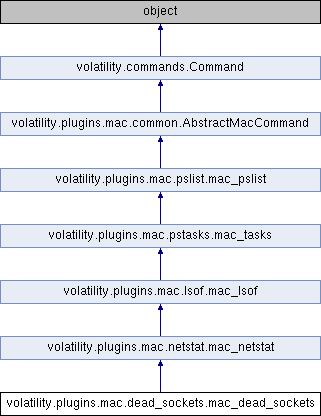 object
volatility.commands.Command
volatility.plugins.mac.common.AbstractMacCommand
volatility.plugins.mac.pslist.mac_pslist
volatility.plugins.mac.pstasks.mac_tasks
volatility.plugins.mac.lsof.mac_lsof
volatility.plugins.mac.netstat.mac_netstat
volatility.plugins.mac.dead_sockets.mac_dead_sockets